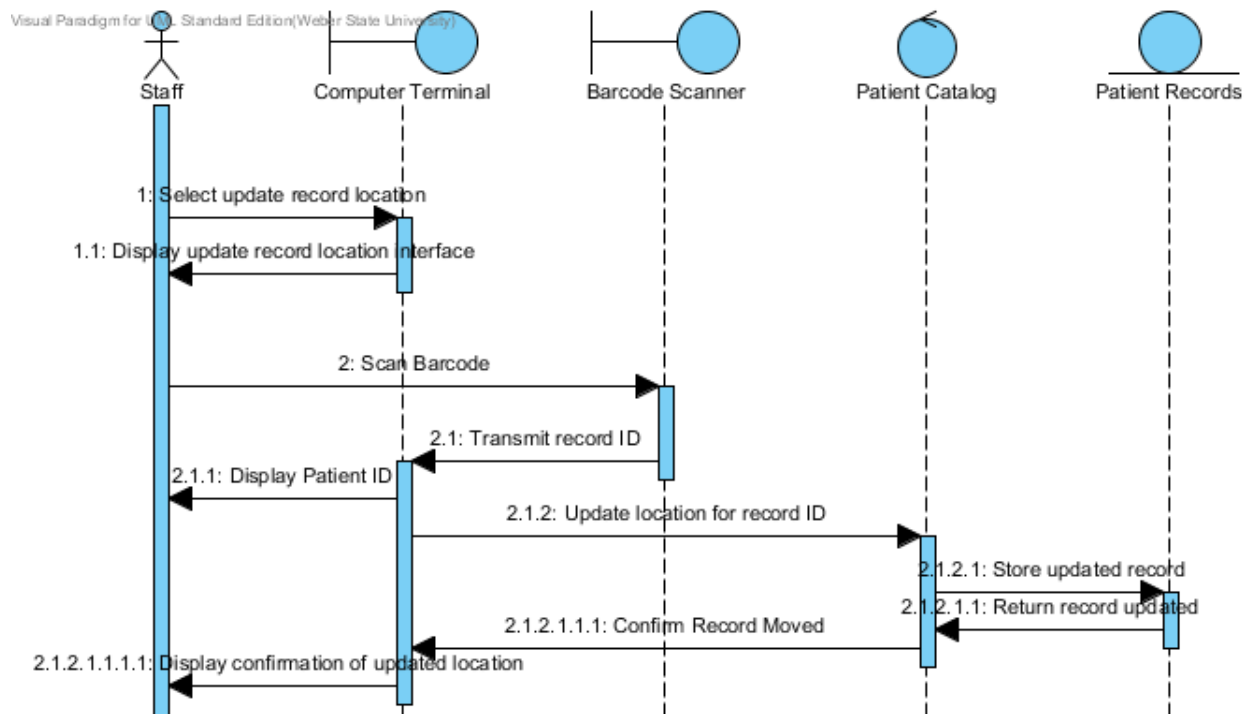 Visual Paradigm for UML Standard Edition(Weber State University)
Staff
Computer Terminal
Barcode Scanner
Patient Catalog
Patient Records
1: Select update record location
1.1: Display update record location interface
2: Scan Barcode
2.1: Transmit record ID
2.1.1: Display Patient ID
2.1.2: Update location for record ID
2.1.2.1: Store updated record
2.1.2.1.1: Return record updated
2.1.2.1.1.1: Confirm Record Moved
2.1.2.1.1.1.1: Display confirmation of updated location